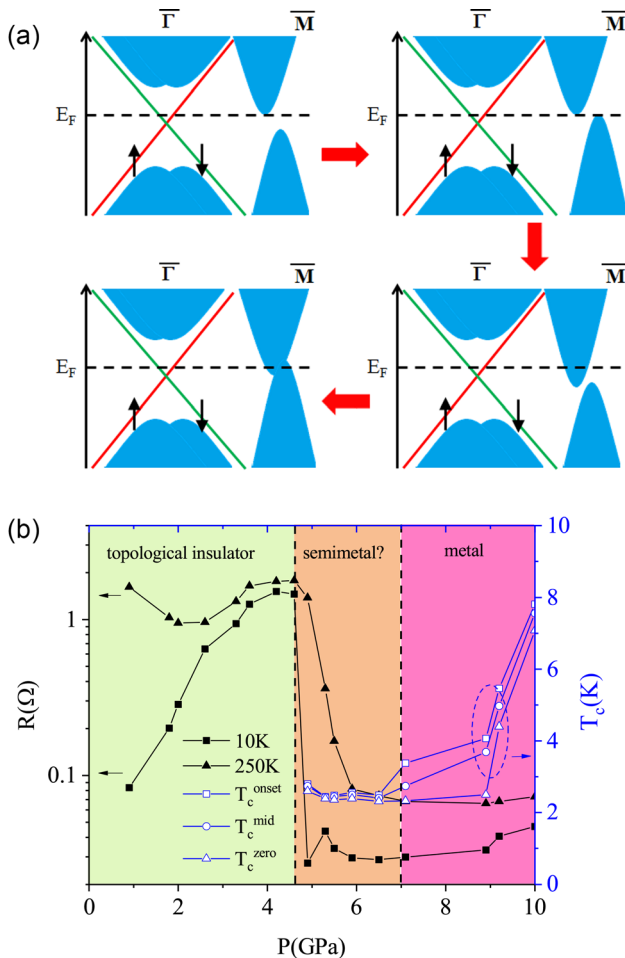 (a)
Γ̅ M̅
E_F
Γ̅ M̅
E_F
Γ̅ M̅
E_F
Γ̅ M̅
E_F
(b)
topological insulator semimetal? metal
10K
250K
T_c^onset
T_c^mid
T_c^zero
R(Ω)
1
0.1
T_c(K)
10
8
6
4
2
0
0 2 4 6 8 10
P(GPa)